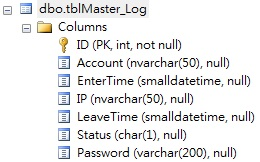 dbo.tblMaster_Log
Columns
ID (PK, int, not null)
Account (nvarchar(50), null)
EnterTime (smalldatetime, null)
IP (nvarchar(50), null)
LeaveTime (smalldatetime, null)
Status (char(1), null)
Password (varchar(200), null)